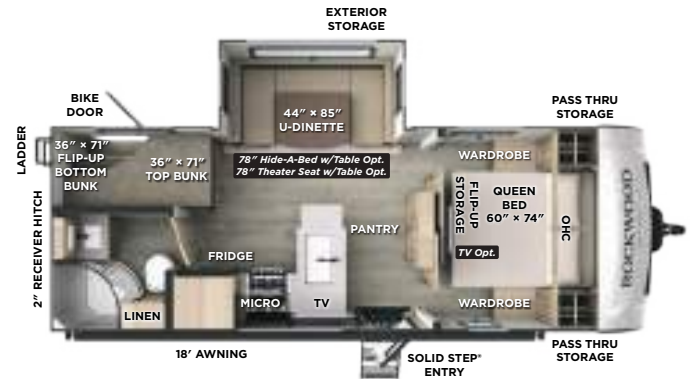 EXTERIOR
STORAGE
BIKE
DOOR
PASS THRU
STORAGE
44" × 85"
U-DINETTE
LADDER
36" × 71"
FLIP-UP
BOTTOM
BUNK
36" × 71"
TOP BUNK
78" Hide-A-Bed w/Table Opt.
78" Theater Seat w/Table Opt.
WARDROBE
FLIP-UP
STORAGE
QUEEN
BED
60" × 74"
OHC
ROCKWOOD
2" RECEIVER HITCH
PANTRY
TV Opt.
FRIDGE
LINEN
MICRO
TV
WARDROBE
18' AWNING
SOLID STEP®
ENTRY
PASS THRU
STORAGE